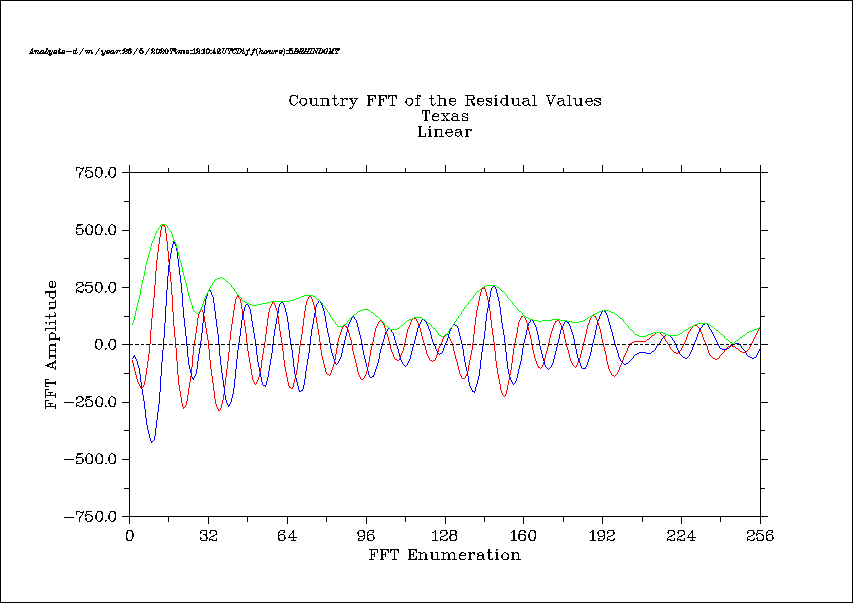 Country FFT of the Residual Values
Texas
Linear
750.0
500.0
250.0
0.0
−250.0
−500.0
−750.0
FFT Amplitude
0 32 64 96 128 160 192 224 256
FFT Enumeration